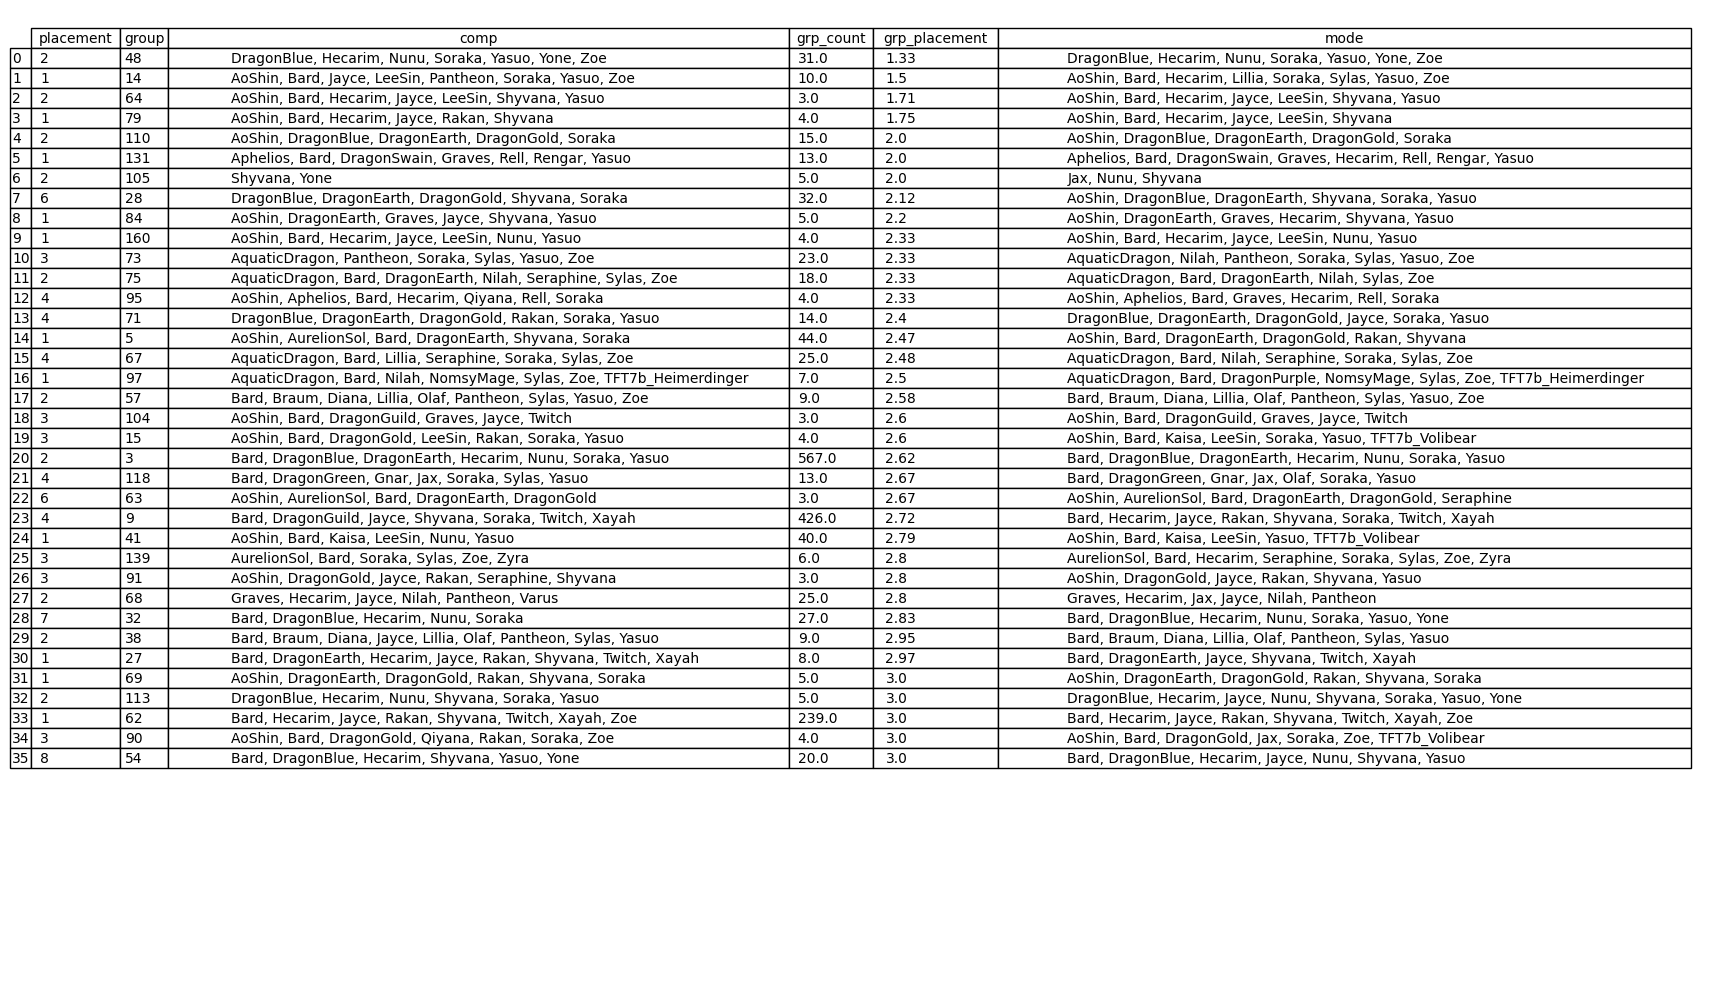 placement group comp grp_count grp_placement mode
0 2 48 DragonBlue, Hecarim, Nunu, Soraka, Yasuo, Yone, Zoe 31.0 1.33 DragonBlue, Hecarim, Nunu, Soraka, Yasuo, Yone, Zoe
1 1 14 AoShin, Bard, Jayce, LeeSin, Pantheon, Soraka, Yasuo, Zoe 10.0 1.5 AoShin, Bard, Hecarim, Lillia, Soraka, Sylas, Yasuo, Zoe
2 2 64 AoShin, Bard, Hecarim, Jayce, LeeSin, Shyvana, Yasuo 3.0 1.71 AoShin, Bard, Hecarim, Jayce, LeeSin, Shyvana, Yasuo
3 1 79 AoShin, Bard, Hecarim, Jayce, Rakan, Shyvana 4.0 1.75 AoShin, Bard, Hecarim, Jayce, LeeSin, Shyvana
4 2 110 AoShin, DragonBlue, DragonEarth, DragonGold, Soraka 15.0 2.0 AoShin, DragonBlue, DragonEarth, DragonGold, Soraka
5 1 131 Aphelios, Bard, DragonSwain, Graves, Rell, Rengar, Yasuo 13.0 2.0 Aphelios, Bard, DragonSwain, Graves, Hecarim, Rell, Rengar, Yasuo
6 2 105 Shyvana, Yone 5.0 2.0 Jax, Nunu, Shyvana
7 6 28 DragonBlue, DragonEarth, DragonGold, Shyvana, Soraka 32.0 2.12 AoShin, DragonBlue, DragonEarth, Shyvana, Soraka, Yasuo
8 1 84 AoShin, DragonEarth, Graves, Jayce, Shyvana, Yasuo 5.0 2.2 AoShin, DragonEarth, Graves, Hecarim, Shyvana, Yasuo
9 1 160 AoShin, Bard, Hecarim, Jayce, LeeSin, Nunu, Yasuo 4.0 2.33 AoShin, Bard, Hecarim, Jayce, LeeSin, Nunu, Yasuo
10 3 73 AquaticDragon, Pantheon, Soraka, Sylas, Yasuo, Zoe 23.0 2.33 AquaticDragon, Nilah, Pantheon, Soraka, Sylas, Yasuo, Zoe
11 2 75 AquaticDragon, Bard, DragonEarth, Nilah, Seraphine, Sylas, Zoe 18.0 2.33 AquaticDragon, Bard, DragonEarth, Nilah, Sylas, Zoe
12 4 95 AoShin, Aphelios, Bard, Hecarim, Qiyana, Rell, Soraka 4.0 2.33 AoShin, Aphelios, Bard, Graves, Hecarim, Rell, Soraka
13 4 71 DragonBlue, DragonEarth, DragonGold, Rakan, Soraka, Yasuo 14.0 2.4 DragonBlue, DragonEarth, DragonGold, Jayce, Soraka, Yasuo
14 1 5 AoShin, AurelionSol, Bard, DragonEarth, Shyvana, Soraka 44.0 2.47 AoShin, Bard, DragonEarth, DragonGold, Rakan, Shyvana
15 4 67 AquaticDragon, Bard, Lillia, Seraphine, Soraka, Sylas, Zoe 25.0 2.48 AquaticDragon, Bard, Nilah, Seraphine, Soraka, Sylas, Zoe
16 1 97 AquaticDragon, Bard, Nilah, NomsyMage, Sylas, Zoe, TFT7b_Heimerdinger 7.0 2.5 AquaticDragon, Bard, DragonPurple, NomsyMage, Sylas, Zoe, TFT7b_Heimerdinger
17 2 57 Bard, Braum, Diana, Lillia, Olaf, Pantheon, Sylas, Yasuo, Zoe 9.0 2.58 Bard, Braum, Diana, Lillia, Olaf, Pantheon, Sylas, Yasuo, Zoe
18 3 104 AoShin, Bard, DragonGuild, Graves, Jayce, Twitch 3.0 2.6 AoShin, Bard, DragonGuild, Graves, Jayce, Twitch
19 3 15 AoShin, Bard, DragonGold, LeeSin, Rakan, Soraka, Yasuo 4.0 2.6 AoShin, Bard, Kaisa, LeeSin, Soraka, Yasuo, TFT7b_Volibear
20 2 3 Bard, DragonBlue, DragonEarth, Hecarim, Nunu, Soraka, Yasuo 567.0 2.62 Bard, DragonBlue, DragonEarth, Hecarim, Nunu, Soraka, Yasuo
21 4 118 Bard, DragonGreen, Gnar, Jax, Soraka, Sylas, Yasuo 13.0 2.67 Bard, DragonGreen, Gnar, Jax, Olaf, Soraka, Yasuo
22 6 63 AoShin, AurelionSol, Bard, DragonEarth, DragonGold 3.0 2.67 AoShin, AurelionSol, Bard, DragonEarth, DragonGold, Seraphine
23 4 9 Bard, DragonGuild, Jayce, Shyvana, Soraka, Twitch, Xayah 426.0 2.72 Bard, Hecarim, Jayce, Rakan, Shyvana, Soraka, Twitch, Xayah
24 1 41 AoShin, Bard, Kaisa, LeeSin, Nunu, Yasuo 40.0 2.79 AoShin, Bard, Kaisa, LeeSin, Yasuo, TFT7b_Volibear
25 3 139 AurelionSol, Bard, Soraka, Sylas, Zoe, Zyra 6.0 2.8 AurelionSol, Bard, Hecarim, Seraphine, Soraka, Sylas, Zoe, Zyra
26 3 91 AoShin, DragonGold, Jayce, Rakan, Seraphine, Shyvana 3.0 2.8 AoShin, DragonGold, Jayce, Rakan, Shyvana, Yasuo
27 2 68 Graves, Hecarim, Jayce, Nilah, Pantheon, Varus 25.0 2.8 Graves, Hecarim, Jax, Jayce, Nilah, Pantheon
28 7 32 Bard, DragonBlue, Hecarim, Nunu, Soraka 27.0 2.83 Bard, DragonBlue, Hecarim, Nunu, Soraka, Yasuo, Yone
29 2 38 Bard, Braum, Diana, Jayce, Lillia, Olaf, Pantheon, Sylas, Yasuo 9.0 2.95 Bard, Braum, Diana, Lillia, Olaf, Pantheon, Sylas, Yasuo
30 1 27 Bard, DragonEarth, Hecarim, Jayce, Rakan, Shyvana, Twitch, Xayah 8.0 2.97 Bard, DragonEarth, Jayce, Shyvana, Twitch, Xayah
31 1 69 AoShin, DragonEarth, DragonGold, Rakan, Shyvana, Soraka 5.0 3.0 AoShin, DragonEarth, DragonGold, Rakan, Shyvana, Soraka
32 2 113 DragonBlue, Hecarim, Nunu, Shyvana, Soraka, Yasuo 5.0 3.0 DragonBlue, Hecarim, Jayce, Nunu, Shyvana, Soraka, Yasuo, Yone
33 1 62 Bard, Hecarim, Jayce, Rakan, Shyvana, Twitch, Xayah, Zoe 239.0 3.0 Bard, Hecarim, Jayce, Rakan, Shyvana, Twitch, Xayah, Zoe
34 3 90 AoShin, Bard, DragonGold, Qiyana, Rakan, Soraka, Zoe 4.0 3.0 AoShin, Bard, DragonGold, Jax, Soraka, Zoe, TFT7b_Volibear
35 8 54 Bard, DragonBlue, Hecarim, Shyvana, Yasuo, Yone 20.0 3.0 Bard, DragonBlue, Hecarim, Jayce, Nunu, Shyvana, Yasuo